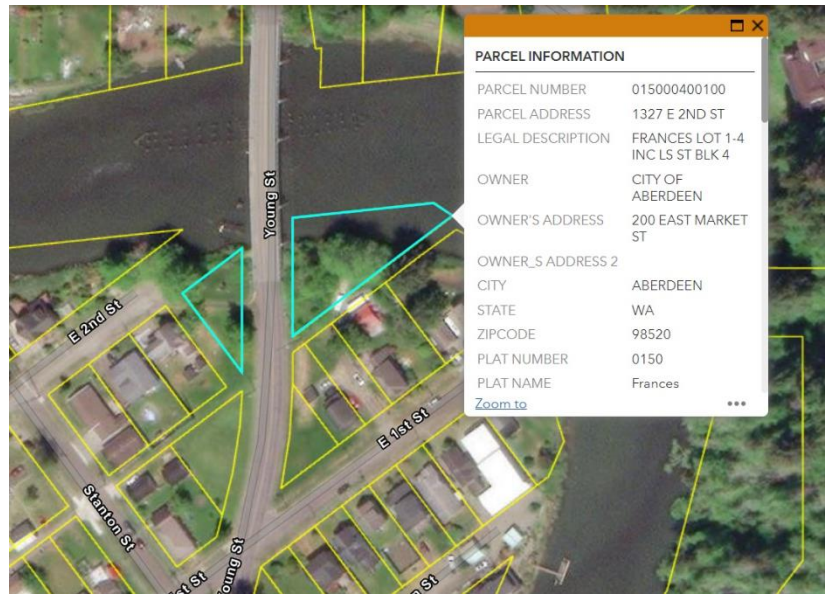 PARCEL INFORMATION
PARCEL NUMBER 015000400100
PARCEL ADDRESS 1327 E 2ND ST
LEGAL DESCRIPTION FRANCES LOT 1-4
INC LS ST BLK 4
OWNER CITY OF
ABERDEEN
OWNER'S ADDRESS 200 EAST MARKET
ST
OWNER_S ADDRESS 2
CITY ABERDEEN
STATE WA
ZIPCODE 98520
PLAT NUMBER 0150
PLAT NAME Frances
Zoom to
Young St
E 2nd St
E 1st St
Stanton St
Young St
st St
St